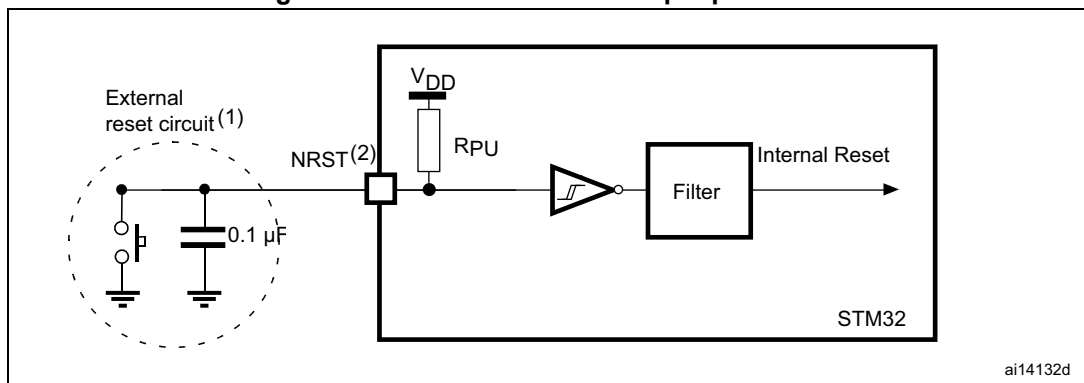 VDD
External
reset circuit(1)
NRST(2)
RPU
Internal Reset
Filter
0.1 μF
STM32
ai14132d